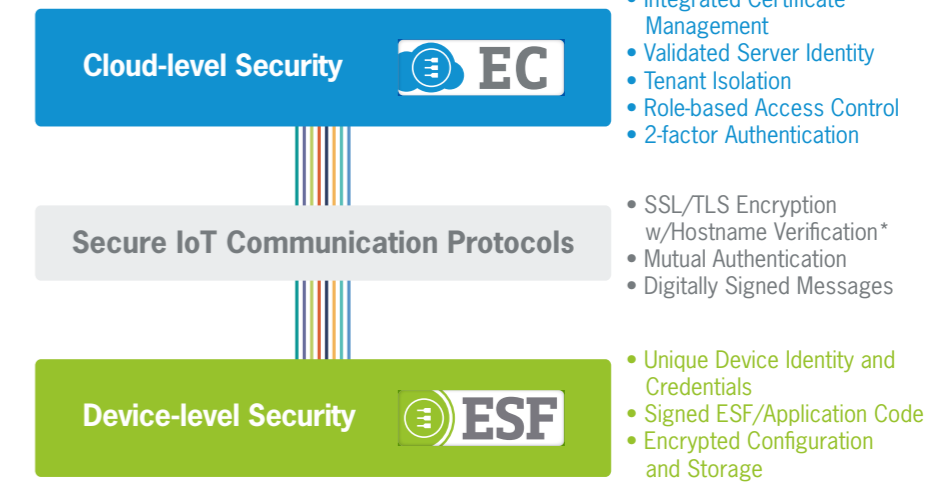 • Integrated Certificate
Management
• Validated Server Identity
• Tenant Isolation
• Role-based Access Control
• 2-factor Authentication
Cloud-level Security
EC
Secure IoT Communication Protocols
• SSL/TLS Encryption
w/Hostname Verification*
• Mutual Authentication
• Digitally Signed Messages
Device-level Security
ESF
• Unique Device Identity and
Credentials
• Signed ESF/Application Code
• Encrypted Configuration
and Storage